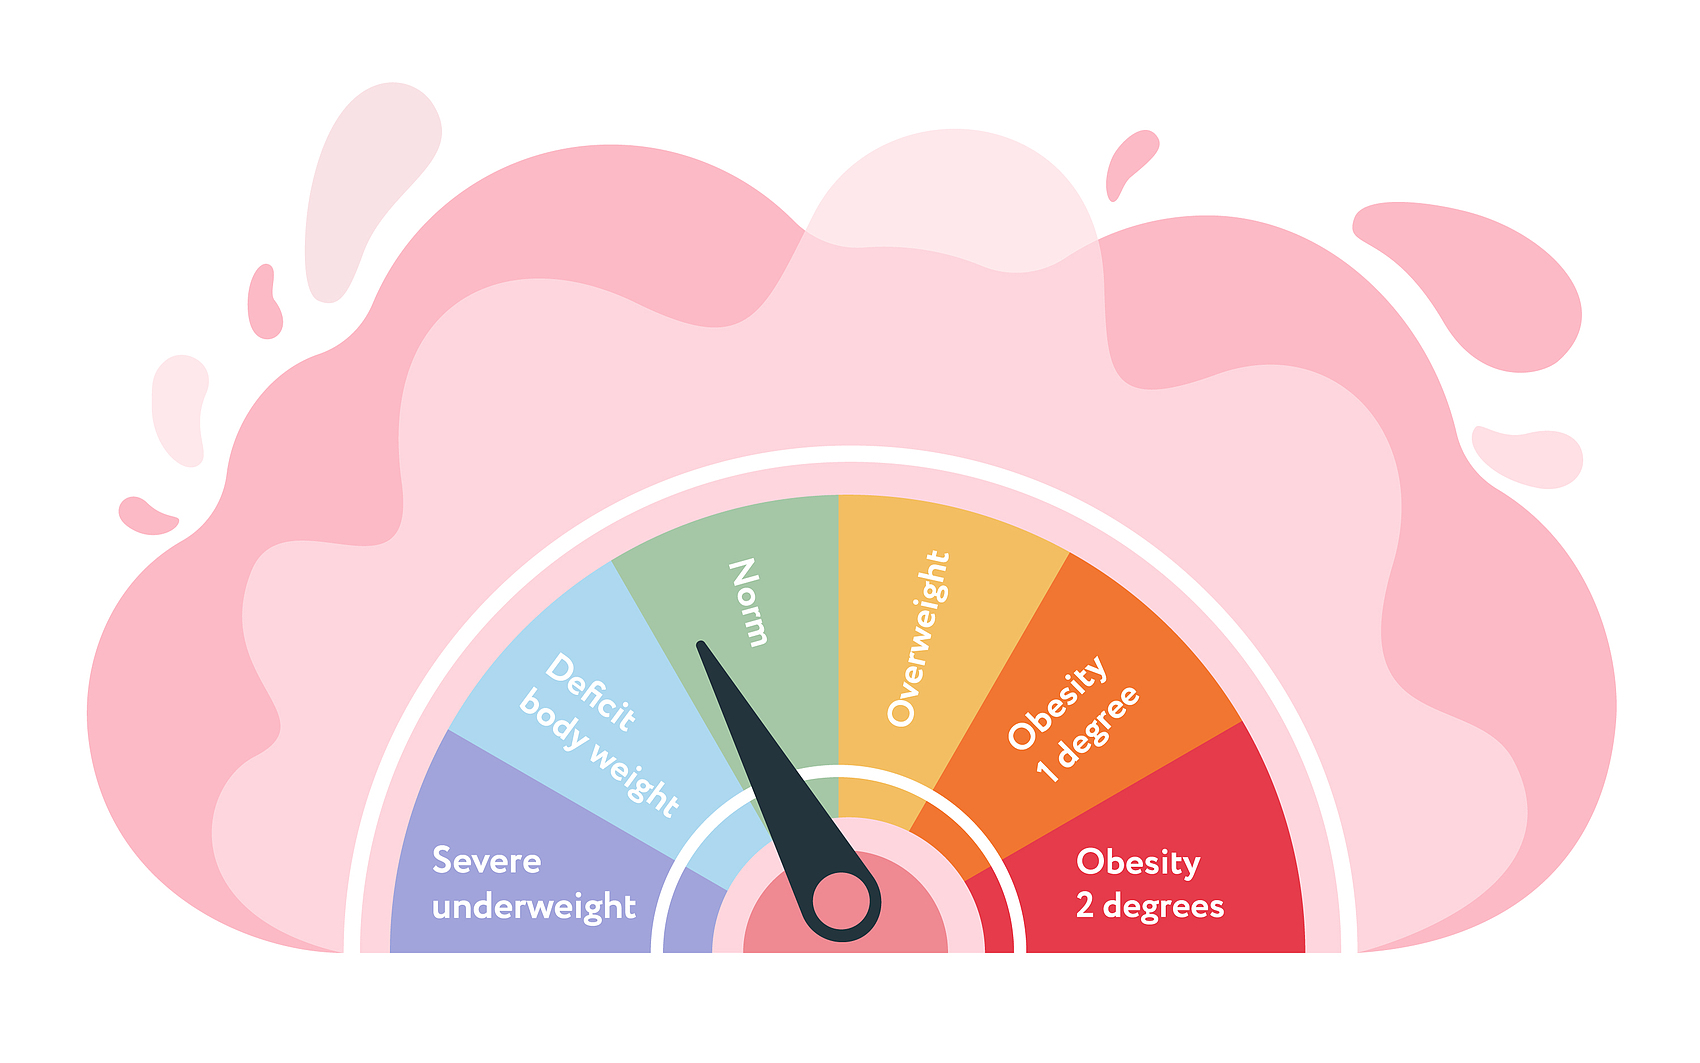 Severe
underweight
Deficit
body weight
Norm
Overweight
Obesity
1 degree
Obesity
2 degrees